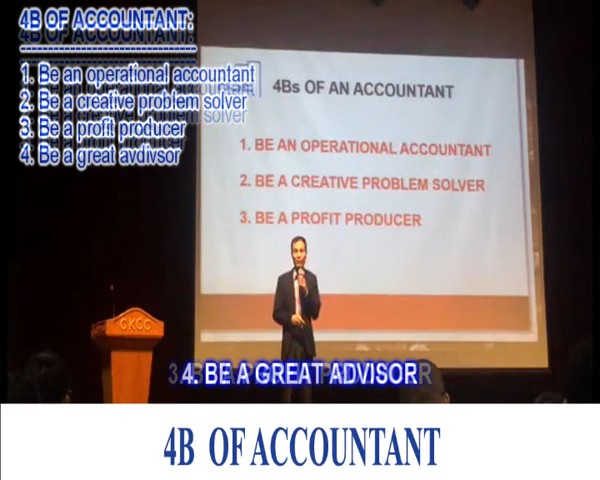 4B OF ACCOUNTANT:
1. Be an operational accountant
2. Be a creative problem solver
3. Be a profit producer
4. Be a great avdivsor
4Bs OF AN ACCOUNTANT
1. BE AN OPERATIONAL ACCOUNTANT
2. BE A CREATIVE PROBLEM SOLVER
3. BE A PROFIT PRODUCER
CKCC
4. BE A GREAT ADVISOR
4B OF ACCOUNTANT